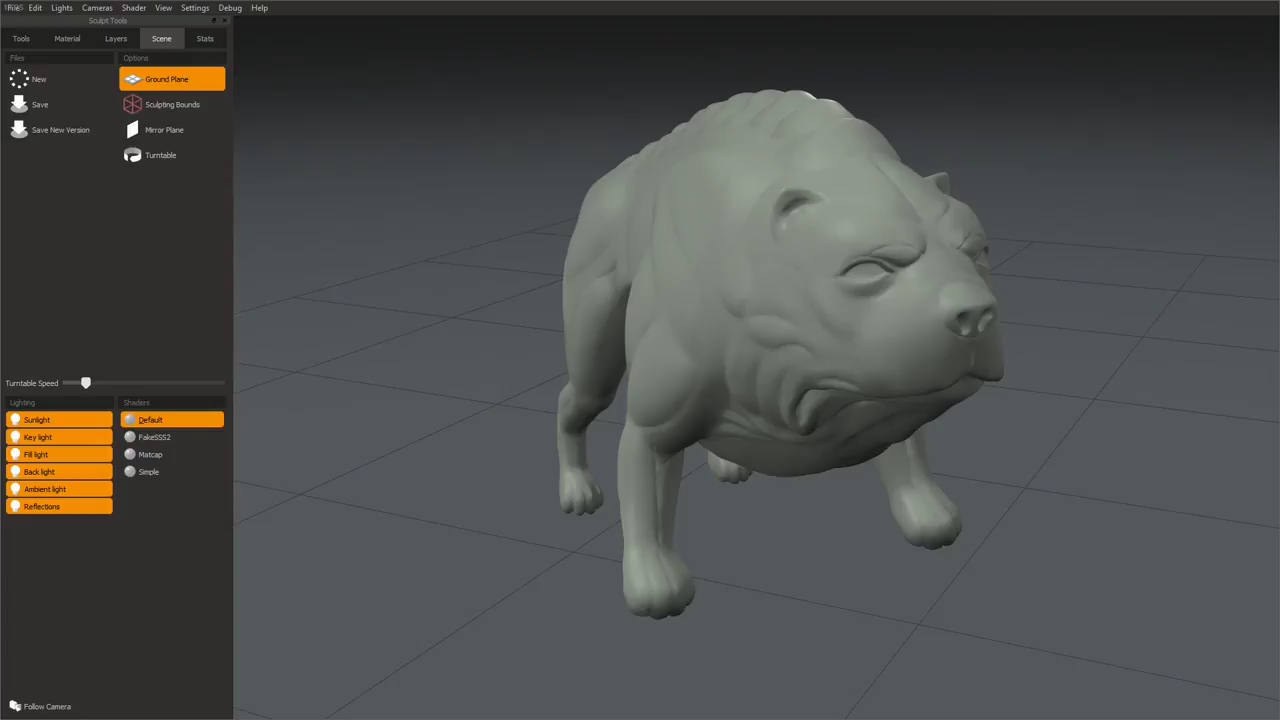 File Edit Lights Cameras Shader View Settings Debug Help
Sculpt Tools
Tools Material Layers Scene Stats
Files Options
New Ground Plane
Save Sculpting Bounds
Save New Version Mirror Plane
Turntable
Turntable Speed
Lighting Shaders
Sunlight Default
Key light FakeSSS2
Fill light Matcap
Back light Simple
Ambient light
Reflections
Follow Camera